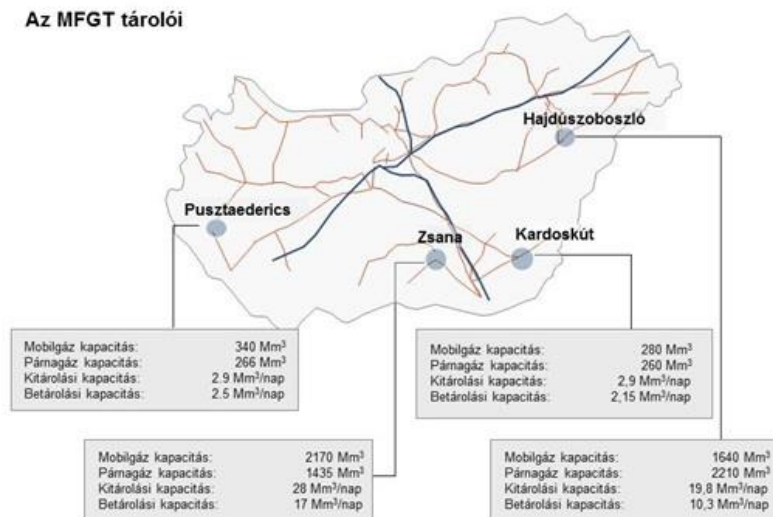 Az MFGT tárolói
Hajdúszoboszló
Pusztaederics
Zsana
Kardoskút
Mobilgáz kapacitás: 340 Mm³
Párnagáz kapacitás: 266 Mm³
Kitárolási kapacitás: 2.9 Mm³/nap
Betárolási kapacitás: 2.5 Mm³/nap
Mobilgáz kapacitás: 280 Mm³
Párnagáz kapacitás: 260 Mm³
Kitárolási kapacitás: 2,9 Mm³/nap
Betárolási kapacitás: 2,15 Mm³/nap
Mobilgáz kapacitás: 2170 Mm³
Párnagáz kapacitás: 1435 Mm³
Kitárolási kapacitás: 28 Mm³/nap
Betárolási kapacitás: 17 Mm³/nap
Mobilgáz kapacitás: 1640 Mm³
Párnagáz kapacitás: 2210 Mm³
Kitárolási kapacitás: 19,8 Mm³/nap
Betárolási kapacitás: 10,3 Mm³/nap